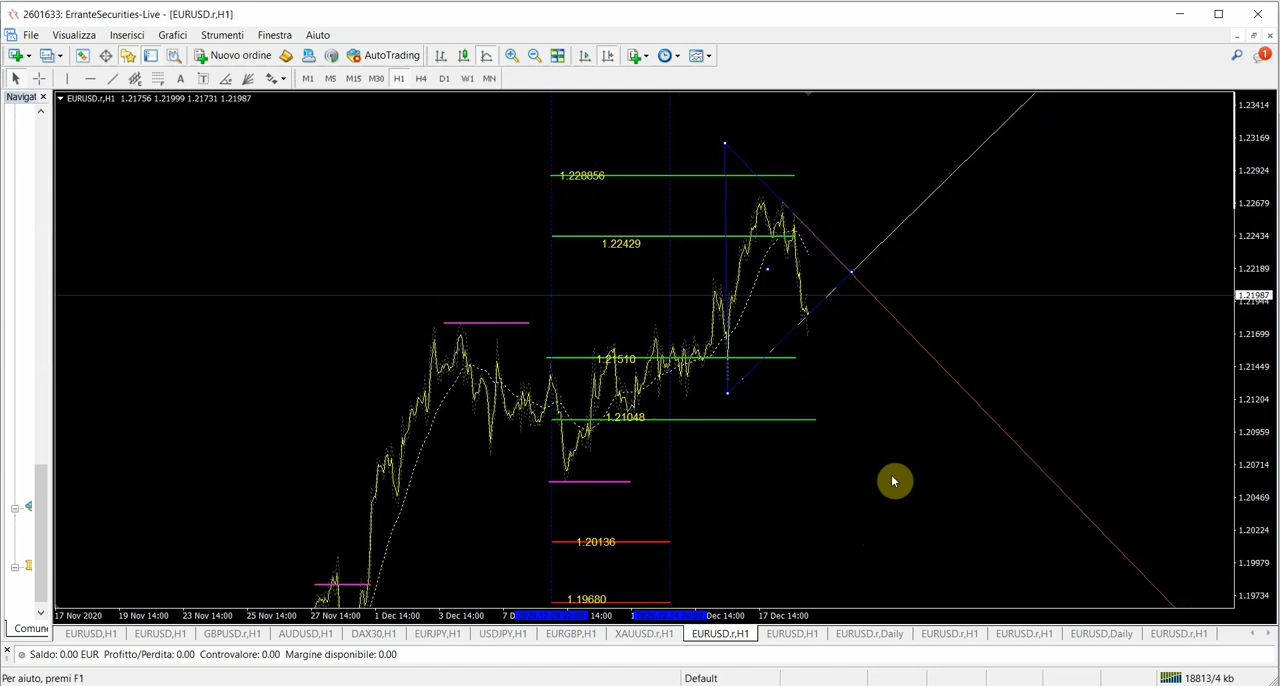 2601633: ErranteSecurities-Live - [EURUSD.r,H1]
File Visualizza Inserisci Grafici Strumenti Finestra Aiuto
Nuovo ordine AutoTrading 1
A T M1 M5 M15 M30 H1 H4 D1 W1 MN
Navigat
EURUSD.r,H1 1.21756 1.21999 1.21731 1.21987
1.23414
1.23169
1.228856
1.22924
1.22679
1.22429
1.22434
1.22189
1.21987
1.21699
1.21510
1.21449
1.21204
1.21048
1.20959
1.20714
1.20469
1.20136
1.20224
1.19979
1.19680
1.19734
17 Nov 2020 19 Nov 14:00 23 Nov 14:00 25 Nov 14:00 27 Nov 14:00 1 Dec 14:00 3 Dec 14:00 7 D 14:00 Dec 14:00 17 Dec 14:00
Comune
EURUSD,H1 EURUSD,H1 GBPUSD.r,H1 AUDUSD,H1 DAX30,H1 EURJPY,H1 USDJPY,H1 EURGBP,H1 XAUUSD.r,H1 EURUSD.r,H1 EURUSD,H1 EURUSD.r,Daily EURUSD.r,H1 EURUSD.r,H1 EURUSD,Daily EURUSD.r,H1
Saldo: 0.00 EUR Profitto/Perdita: 0.00 Controvalore: 0.00 Margine disponibile: 0.00
Per aiuto, premi F1 Default 18813/4 kb